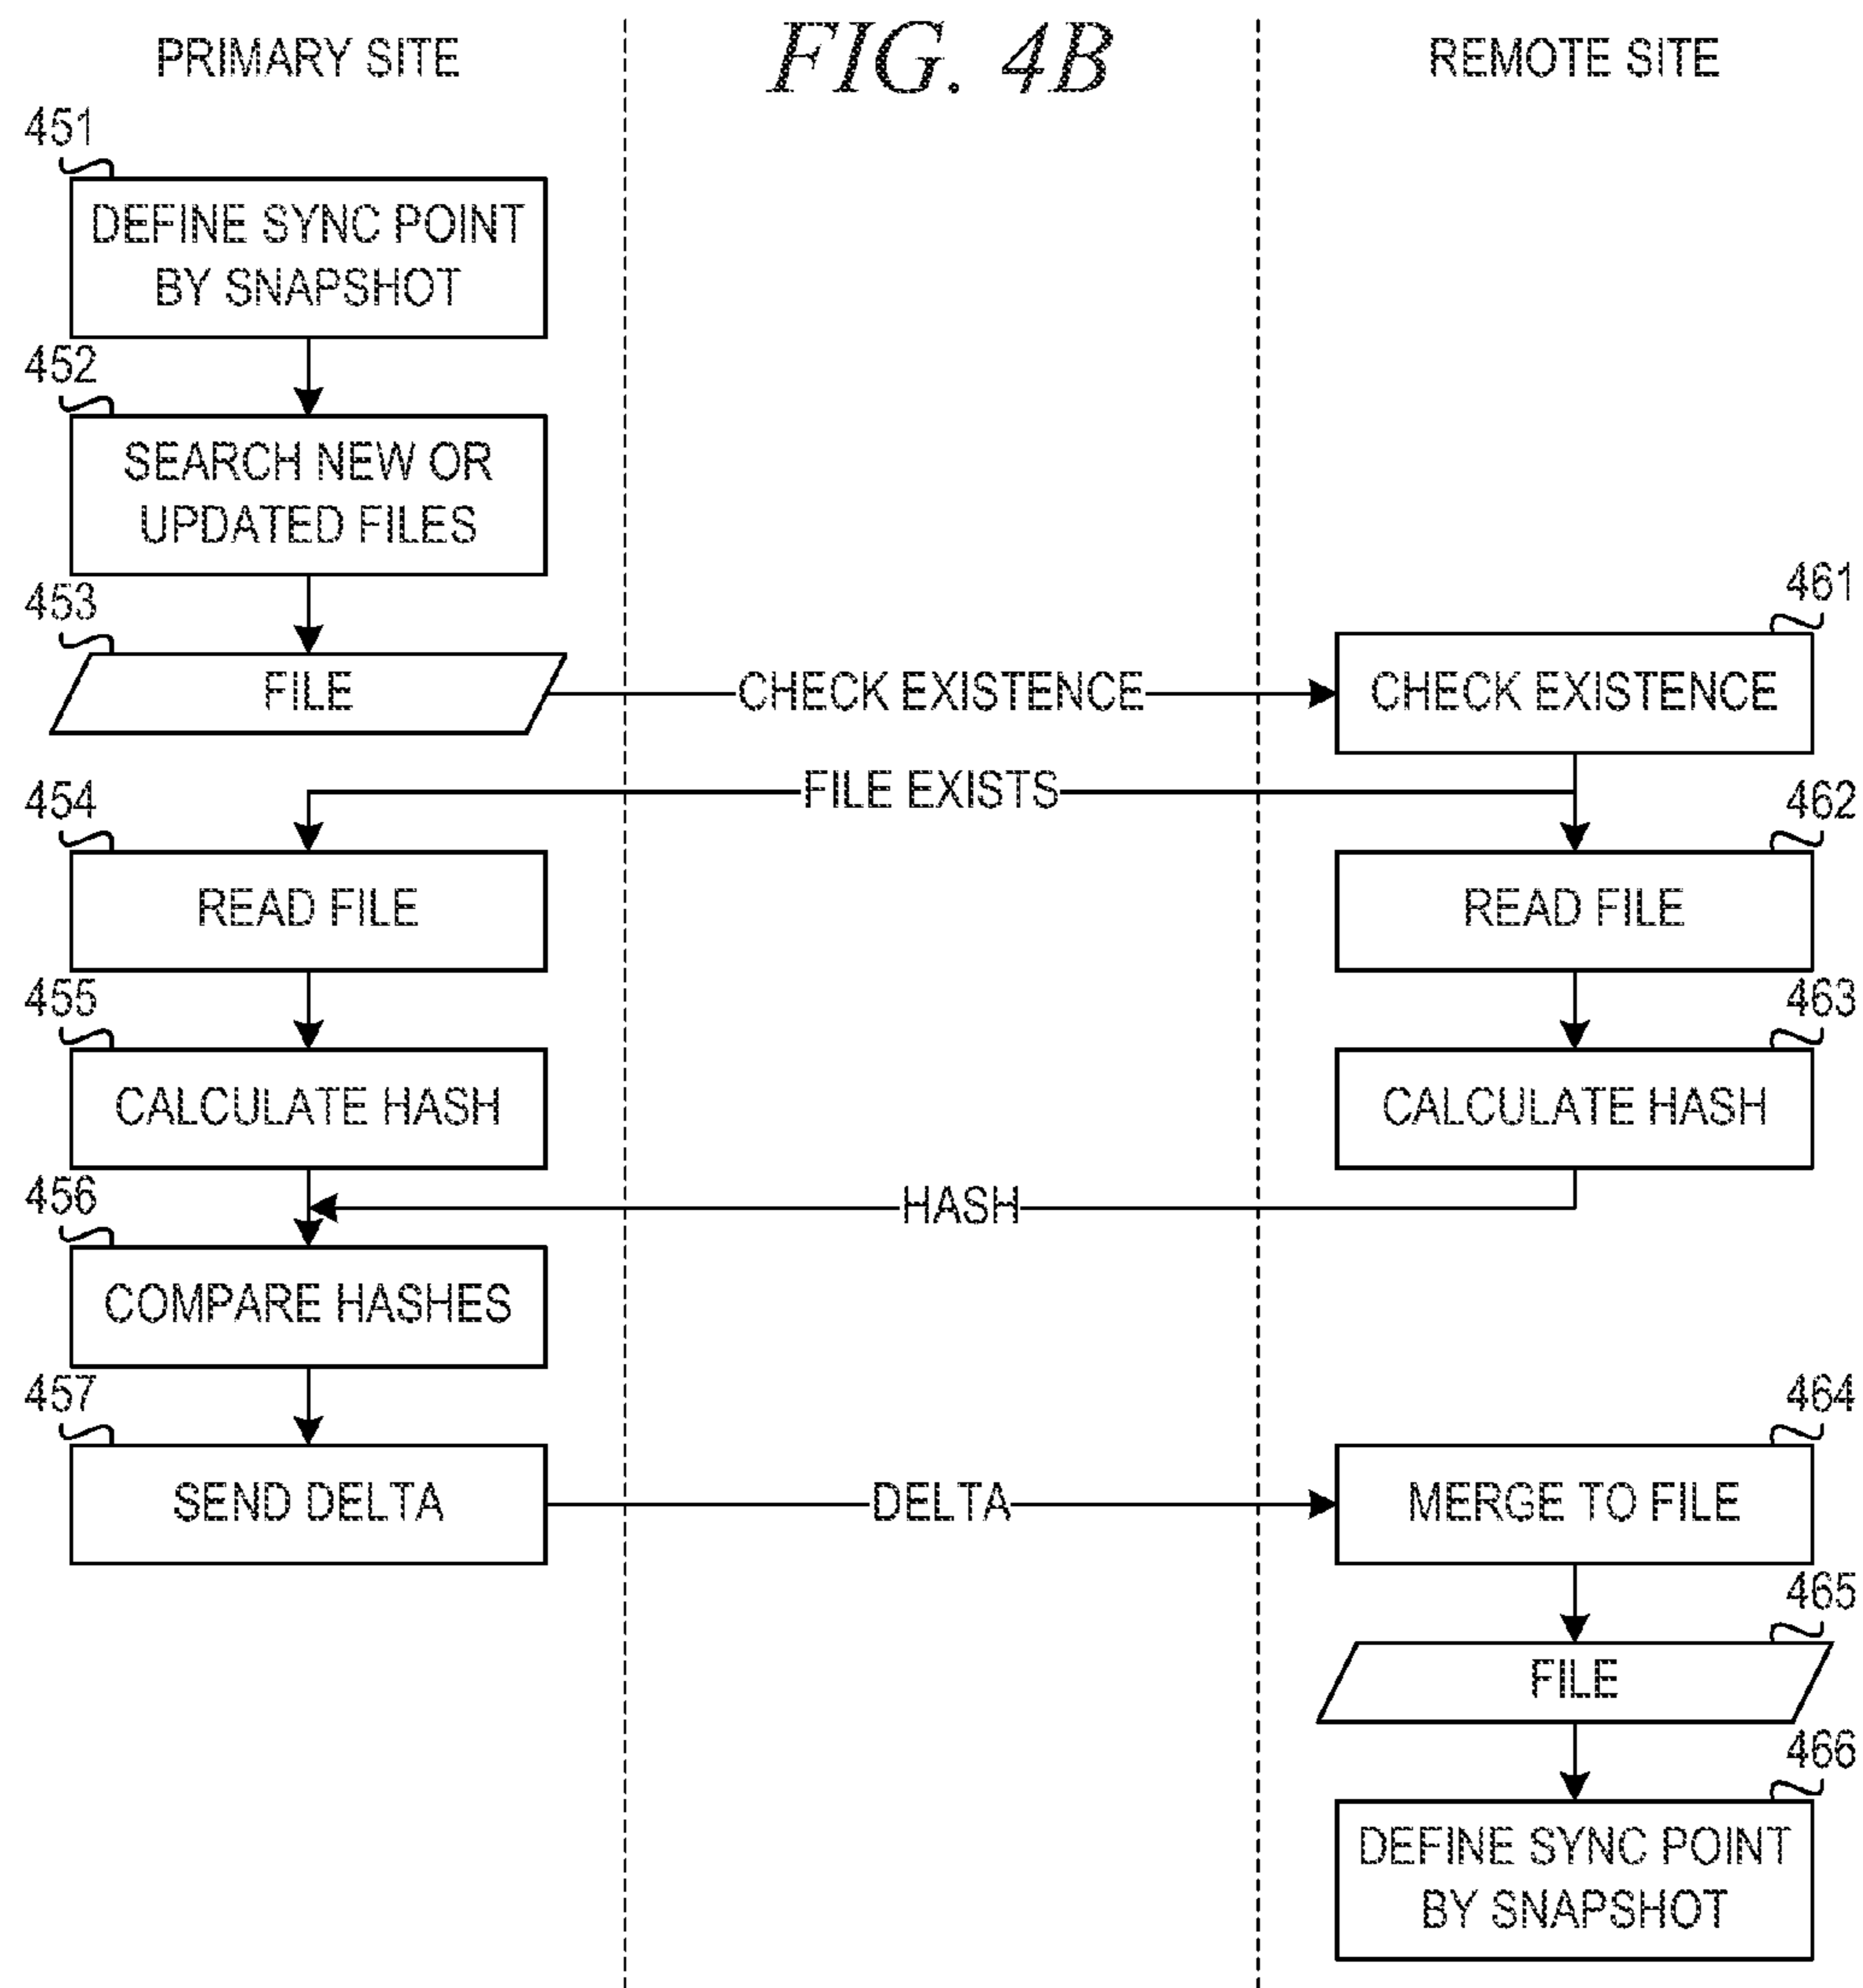 PRIMARY SITE
FIG. 4B
REMOTE SITE
451
DEFINE SYNC POINT
BY SNAPSHOT
452
SEARCH NEW OR
UPDATED FILES
453
FILE
CHECK EXISTENCE
461
CHECK EXISTENCE
FILE EXISTS
454
READ FILE
462
READ FILE
455
CALCULATE HASH
463
CALCULATE HASH
HASH
456
COMPARE HASHES
457
SEND DELTA
DELTA
464
MERGE TO FILE
465
FILE
466
DEFINE SYNC POINT
BY SNAPSHOT